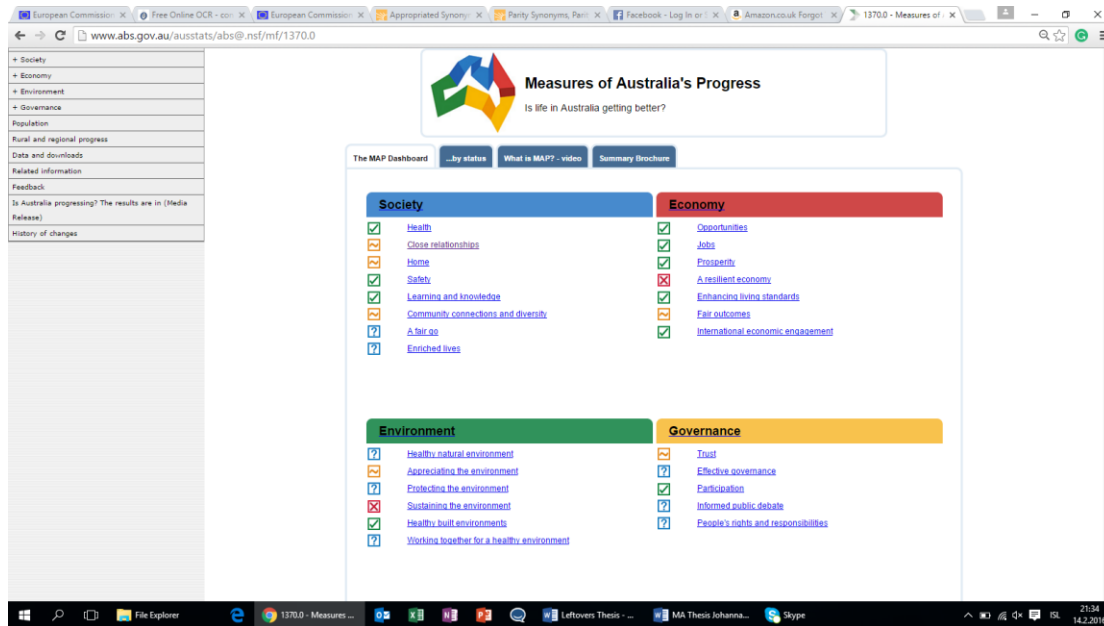 European Commission
Free Online OCR - con
European Commission
Appropriated Synonyr
Parity Synonyms, Parit
Facebook - Log In or S
Amazon.co.uk Forgot
1370.0 - Measures of
www.abs.gov.au/ausstats/abs@.nsf/mf/1370.0
+ Society
+ Economy
+ Environment
+ Governance
Population
Rural and regional progress
Data and downloads
Related information
Feedback
Is Australia progressing? The results are in (Media
Release)
History of changes
Measures of Australia's Progress
Is life in Australia getting better?
The MAP Dashboard
...by status
What is MAP? - video
Summary Brochure
Society
Health
Close relationships
Home
Safety
Learning and knowledge
Community connections and diversity
A fair go
Enriched lives
Economy
Opportunities
Jobs
Prosperity
A resilient economy
Enhancing living standards
Fair outcomes
International economic engagement
Environment
Healthy natural environment
Appreciating the environment
Protecting the environment
Sustaining the environment
Healthy built environments
Working together for a healthy environment
Governance
Trust
Effective governance
Participation
Informed public debate
People's rights and responsibilities
File Explorer
1370.0 - Measures ...
Leftovers Thesis - ...
MA Thesis Johanna...
Skype
ISL
21:34
14.2.2016